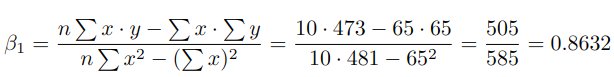 β₁ = (n∑x·y − ∑x·∑y) / (n∑x² − (∑x)²) = (10·473 − 65·65) / (10·481 − 65²) = 505/585 = 0.8632